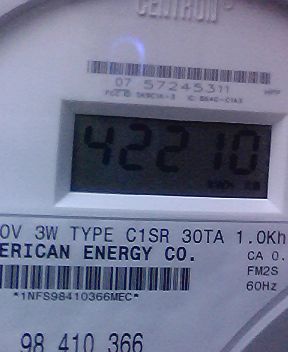 CENTRON
07 57245311
42210
0V 3W TYPE C1SR 30TA 1.0Kh
ERICAN ENERGY CO.
CA 0.
FM2S
*1NFS98410366MEC*
60Hz
98 410 366